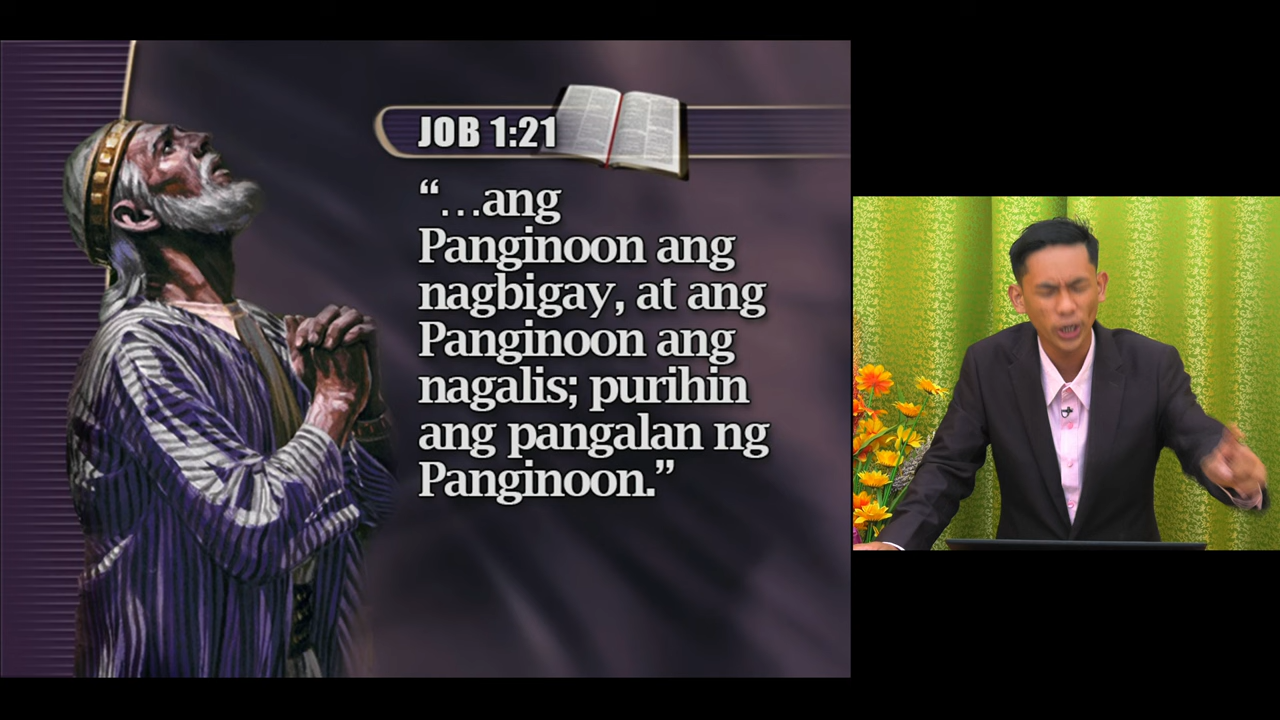 JOB 1:21
“…ang
Panginoon ang
nagbigay, at ang
Panginoon ang
nagalis; purihin
ang pangalan ng
Panginoon.”